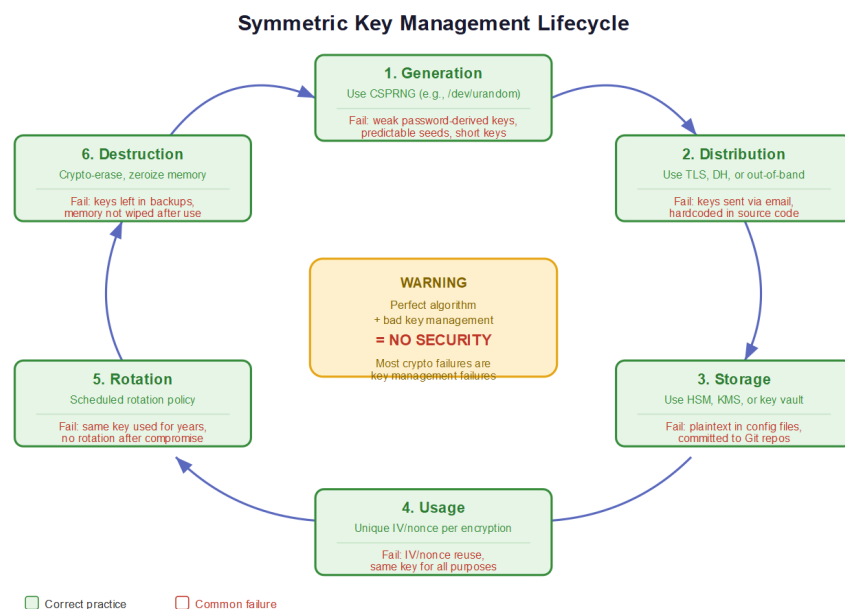 Symmetric Key Management Lifecycle
1. Generation
Use CSPRNG (e.g., /dev/urandom)
Fail: weak password-derived keys,
predictable seeds, short keys
2. Distribution
Use TLS, DH, or out-of-band
Fail: keys sent via email,
hardcoded in source code
3. Storage
Use HSM, KMS, or key vault
Fail: plaintext in config files,
committed to Git repos
4. Usage
Unique IV/nonce per encryption
Fail: IV/nonce reuse,
same key for all purposes
5. Rotation
Scheduled rotation policy
Fail: same key used for years,
no rotation after compromise
6. Destruction
Crypto-erase, zeroize memory
Fail: keys left in backups,
memory not wiped after use
WARNING
Perfect algorithm
+ bad key management
= NO SECURITY
Most crypto failures are
key management failures
Correct practice
Common failure